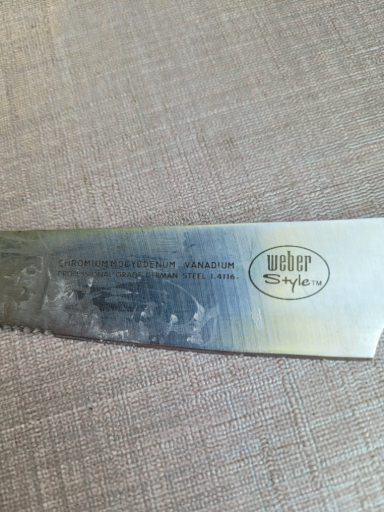 CHROMIUM MOLYBDENUM VANADIUM
PROFESSIONAL GRADE GERMAN STEEL 1.4116.
weber
Style™